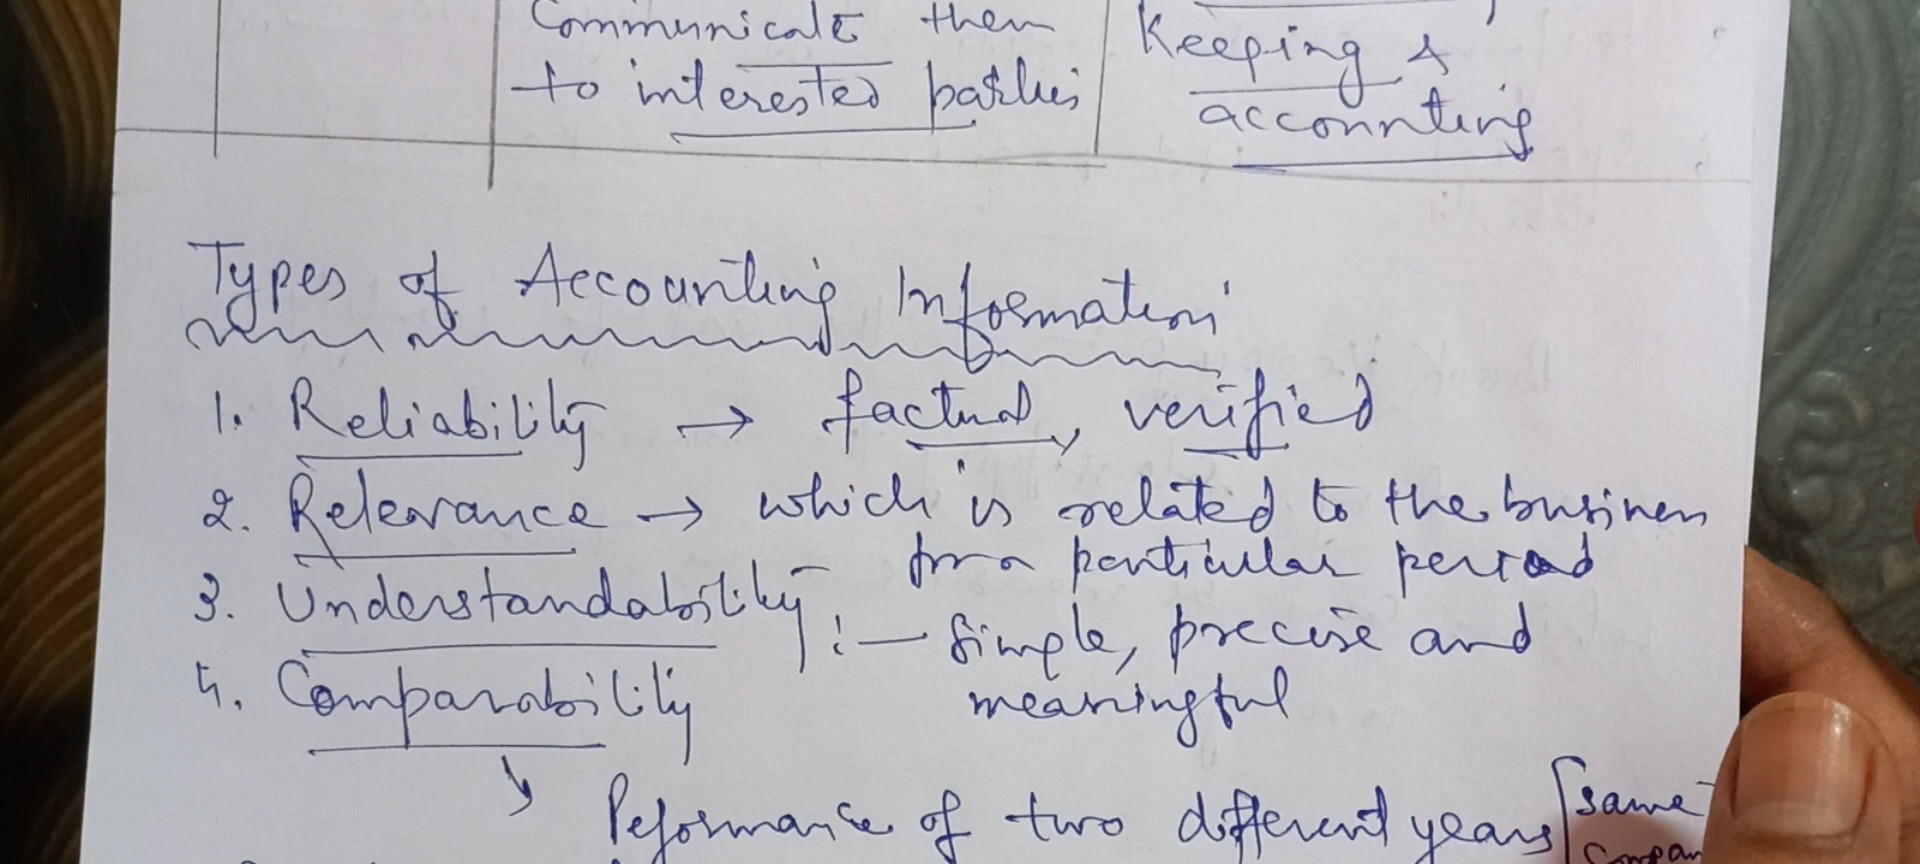 Communicate them
to interested parties
Keeping &
accounting
Types of Accounting Information
1. Reliability → factual, verified
2. Relevance → which is related to the business
for a particular period
3. Understandability :— Simple, precise and
meaningful
4. Comparability
↘ Peformance of two different years [same
Compan